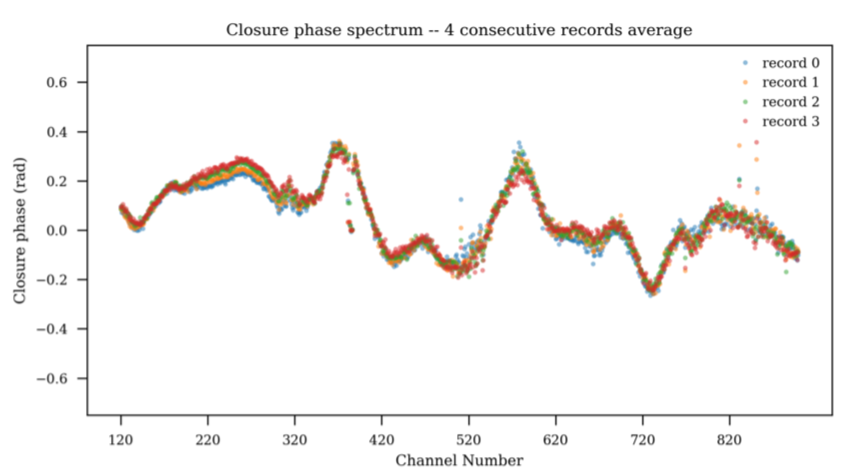 Closure phase spectrum -- 4 consecutive records average
record 0
record 1
record 2
record 3
Closure phase (rad)
0.6
0.4
0.2
0.0
−0.2
−0.4
−0.6
120 220 320 420 520 620 720 820
Channel Number